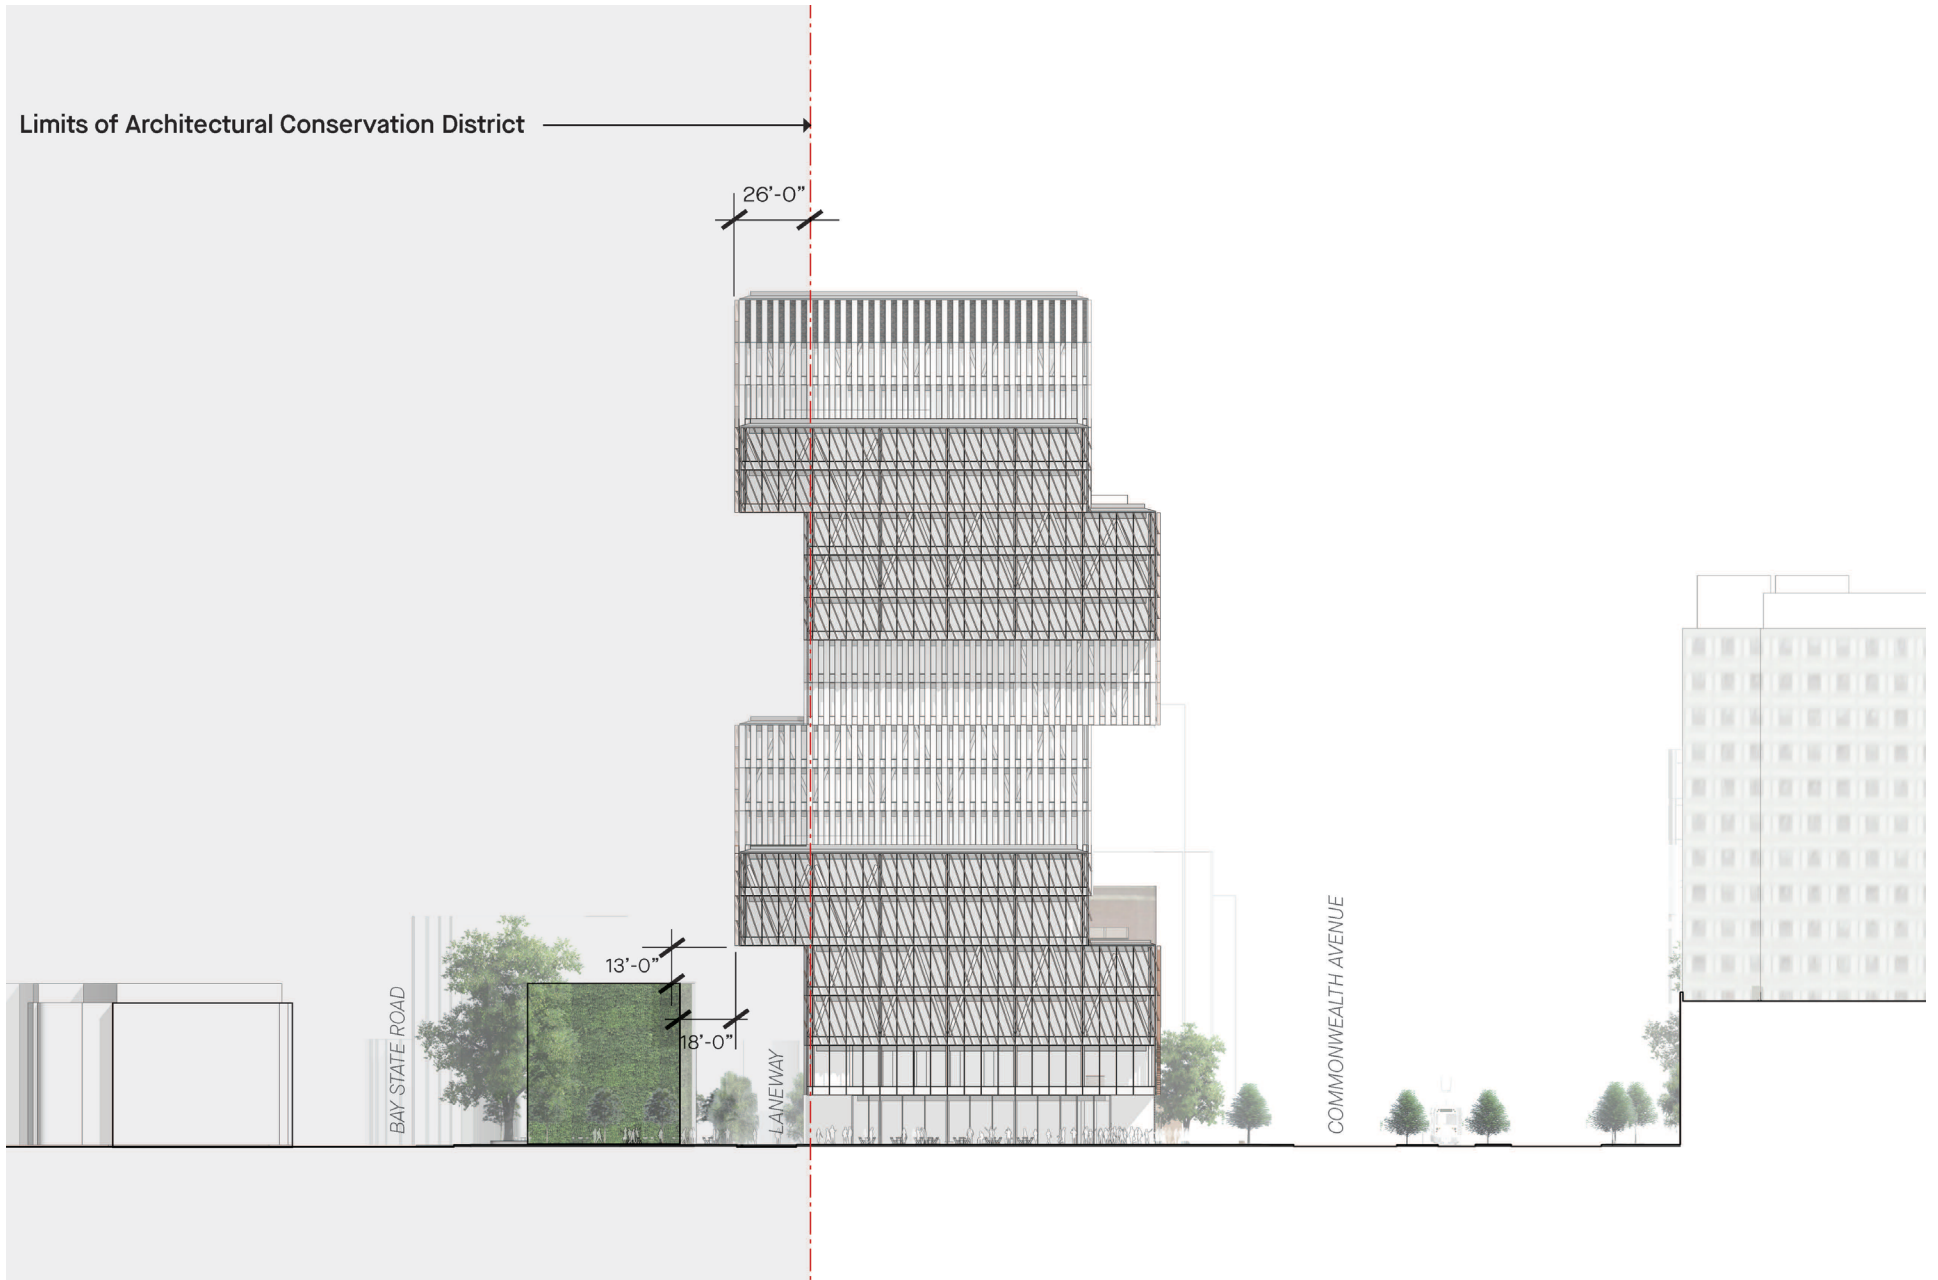 Limits of Architectural Conservation District
26’-0”
13’-0”
18’-0”
BAY STATE ROAD
LANEWAY
COMMONWEALTH AVENUE